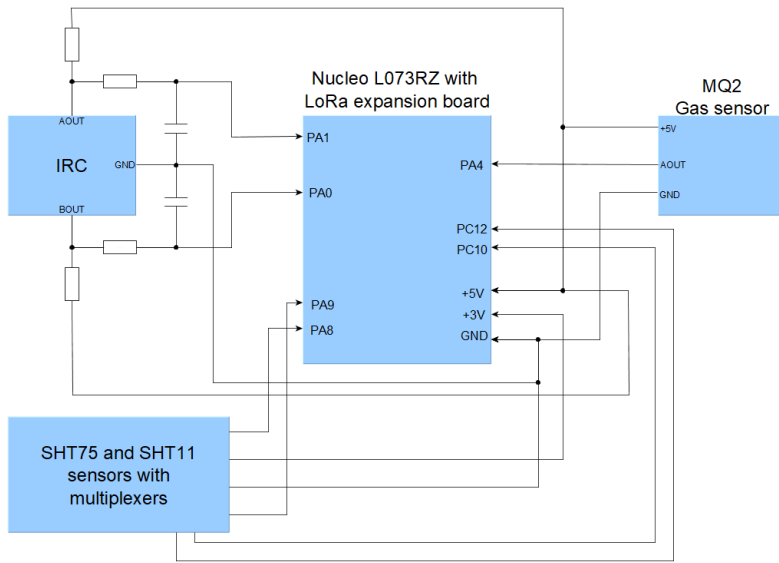 Nucleo L073RZ with
LoRa expansion board
MQ2
Gas sensor
AOUT
IRC
GND
BOUT
PA1
PA0
PA4
PC12
PC10
+5V
+3V
GND
PA9
PA8
+5V
AOUT
GND
SHT75 and SHT11
sensors with
multiplexers